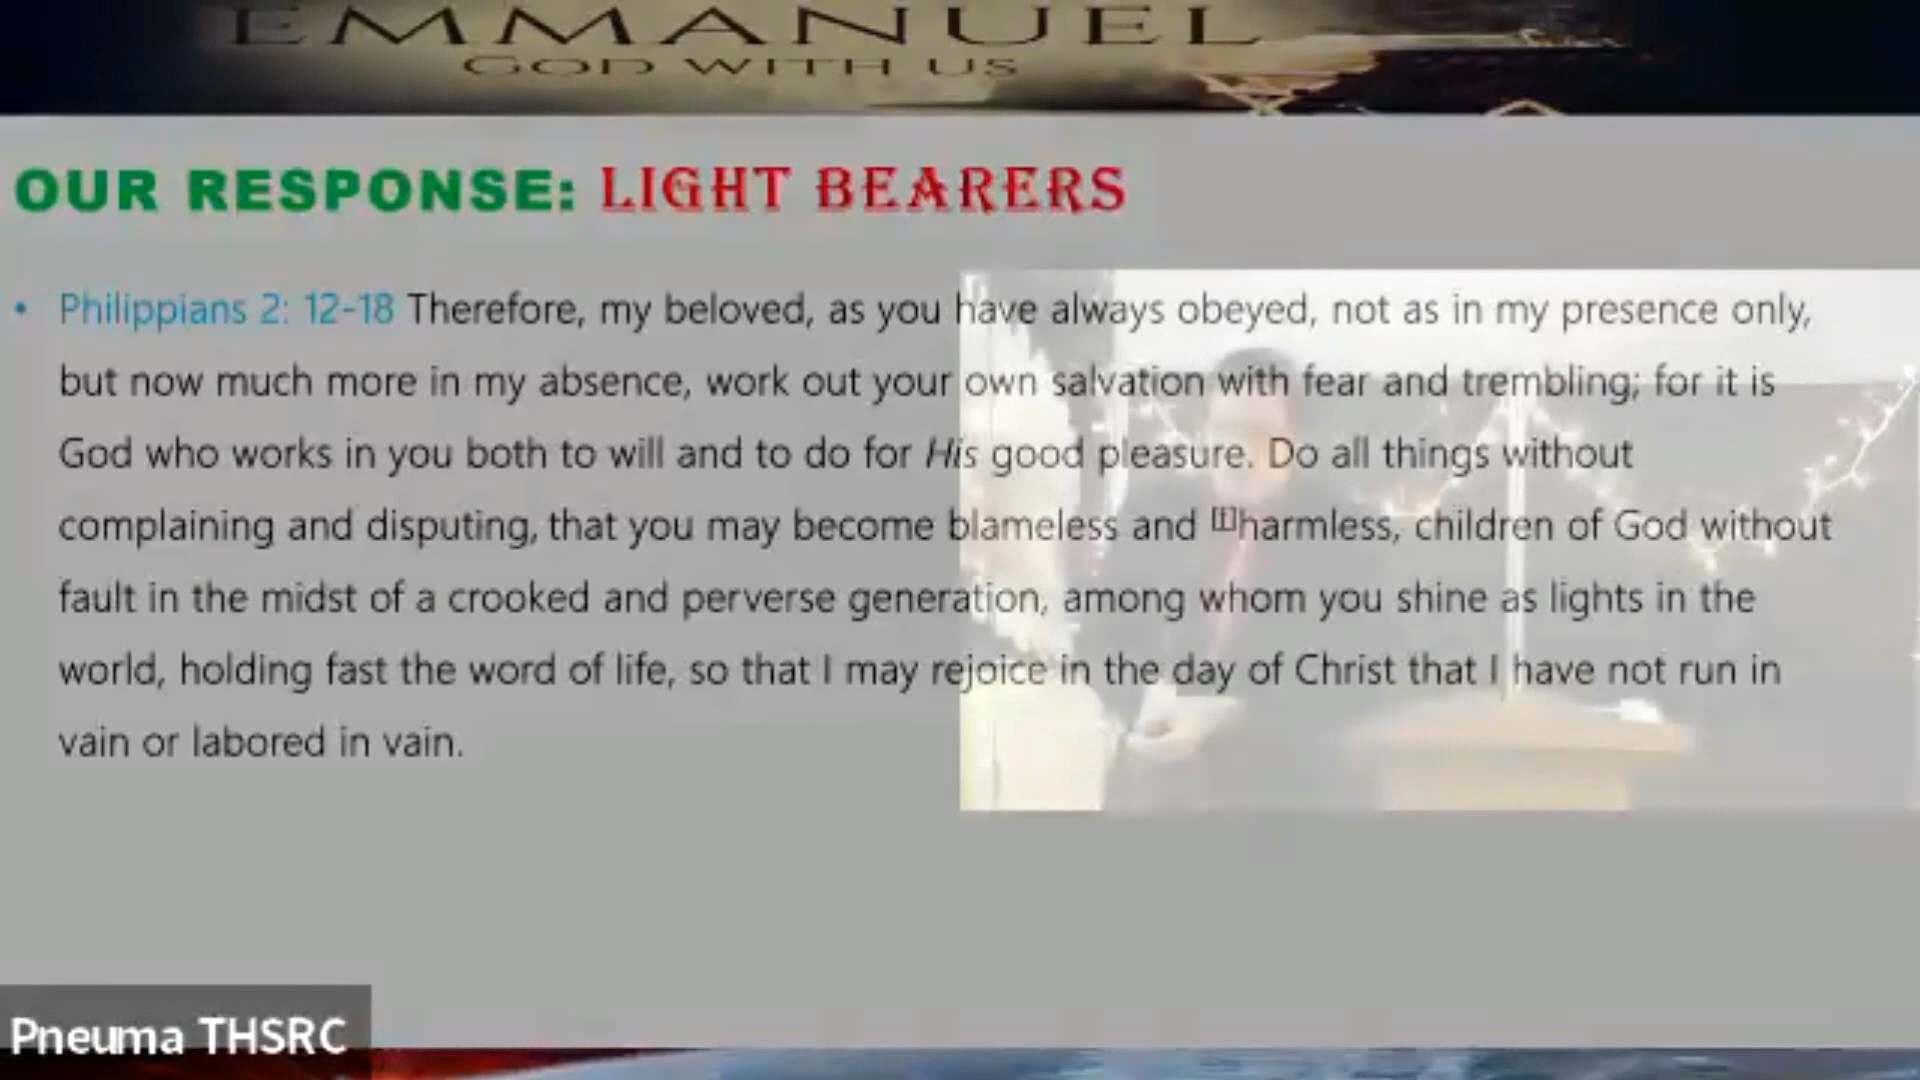 EMMANUEL
GOD WITH US
OUR RESPONSE: LIGHT BEARERS
• Philippians 2: 12-18 Therefore, my beloved, as you have always obeyed, not as in my presence only,
but now much more in my absence, work out your own salvation with fear and trembling; for it is
God who works in you both to will and to do for His good pleasure. Do all things without
complaining and disputing, that you may become blameless and [f]harmless, children of God without
fault in the midst of a crooked and perverse generation, among whom you shine as lights in the
world, holding fast the word of life, so that I may rejoice in the day of Christ that I have not run in
vain or labored in vain.
Pneuma THSRC